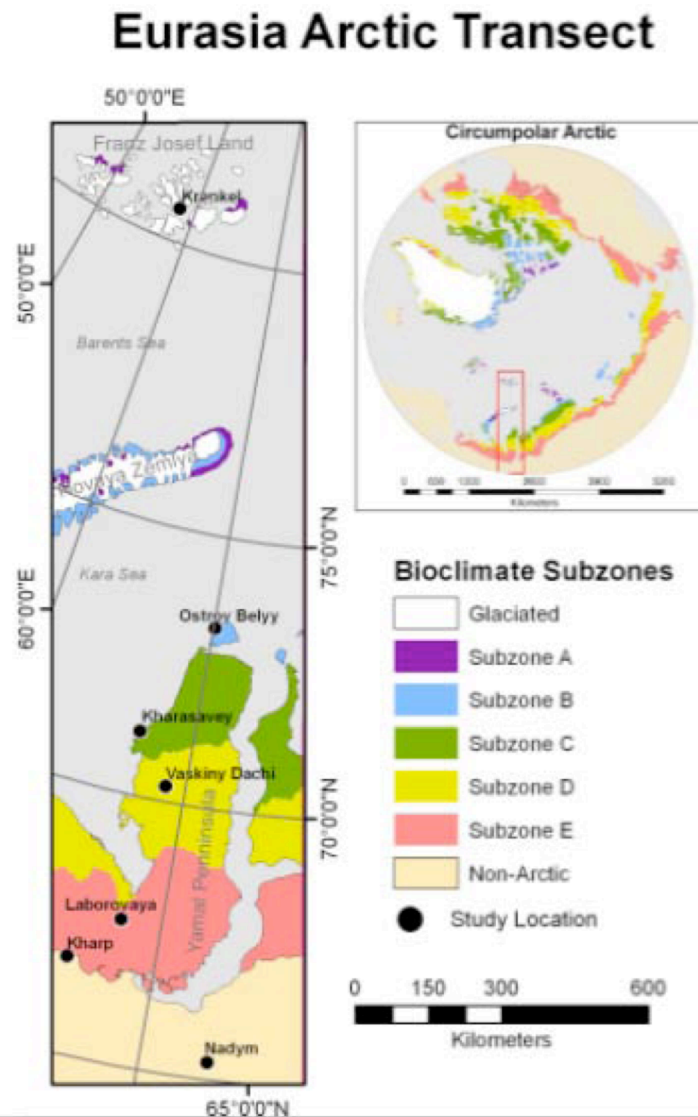 Eurasia Arctic Transect
50°0'0"E
Franz Josef Land
Krenkel
50°0'0"E
Barents Sea
Novaya Zemlya
Kara Sea
75°0'0"N
60°0'0"E
Ostrov Belyy
Kharasavey
Vaskiny Dachi
70°0'0"N
Yamal Penninsula
Laborovaya
Kharp
Nadym
65°0'0"N
Circumpolar Arctic
Kilometers
Bioclimate Subzones
Glaciated
Subzone A
Subzone B
Subzone C
Subzone D
Subzone E
Non-Arctic
Study Location
0 150 300 600
Kilometers